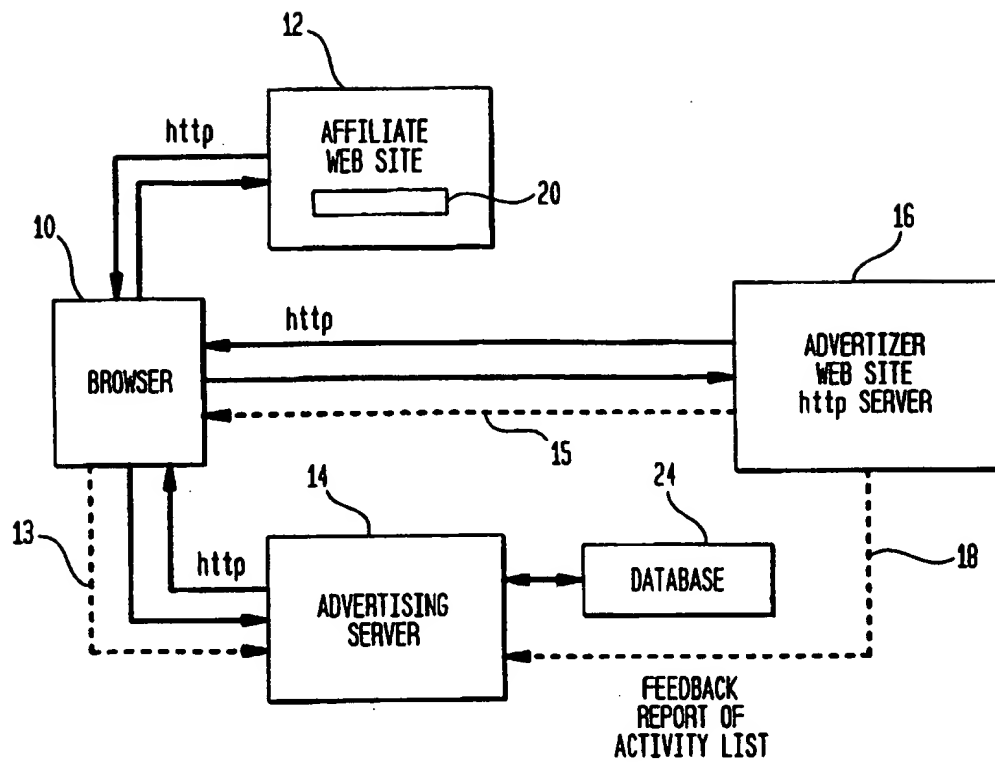 12
AFFILIATE
WEB SITE
http
20
10
16
http
BROWSER
ADVERTIZER
WEB SITE
http SERVER
15
14
24
13
18
http
DATABASE
ADVERTISING
SERVER
FEEDBACK
REPORT OF
ACTIVITY LIST